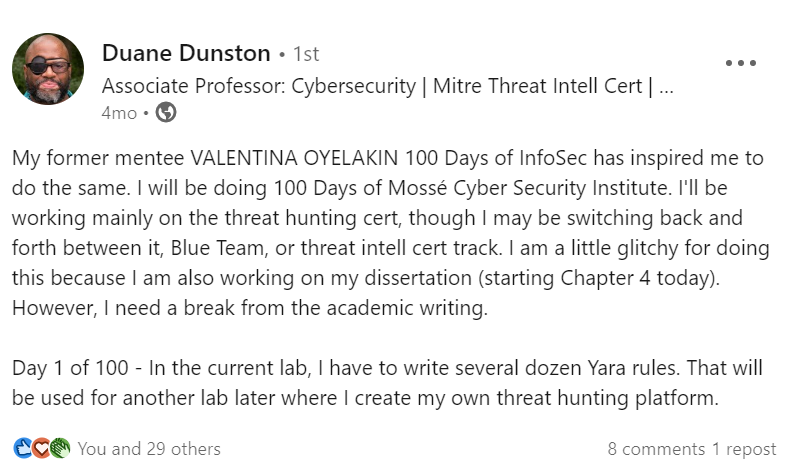 Duane Dunston • 1st
Associate Professor: Cybersecurity | Mitre Threat Intell Cert | ...
4mo •
My former mentee VALENTINA OYELAKIN 100 Days of InfoSec has inspired me to
do the same. I will be doing 100 Days of Mossé Cyber Security Institute. I'll be
working mainly on the threat hunting cert, though I may be switching back and
forth between it, Blue Team, or threat intell cert track. I am a little glitchy for doing
this because I am also working on my dissertation (starting Chapter 4 today).
However, I need a break from the academic writing.
Day 1 of 100 - In the current lab, I have to write several dozen Yara rules. That will
be used for another lab later where I create my own threat hunting platform.
You and 29 others 8 comments 1 repost